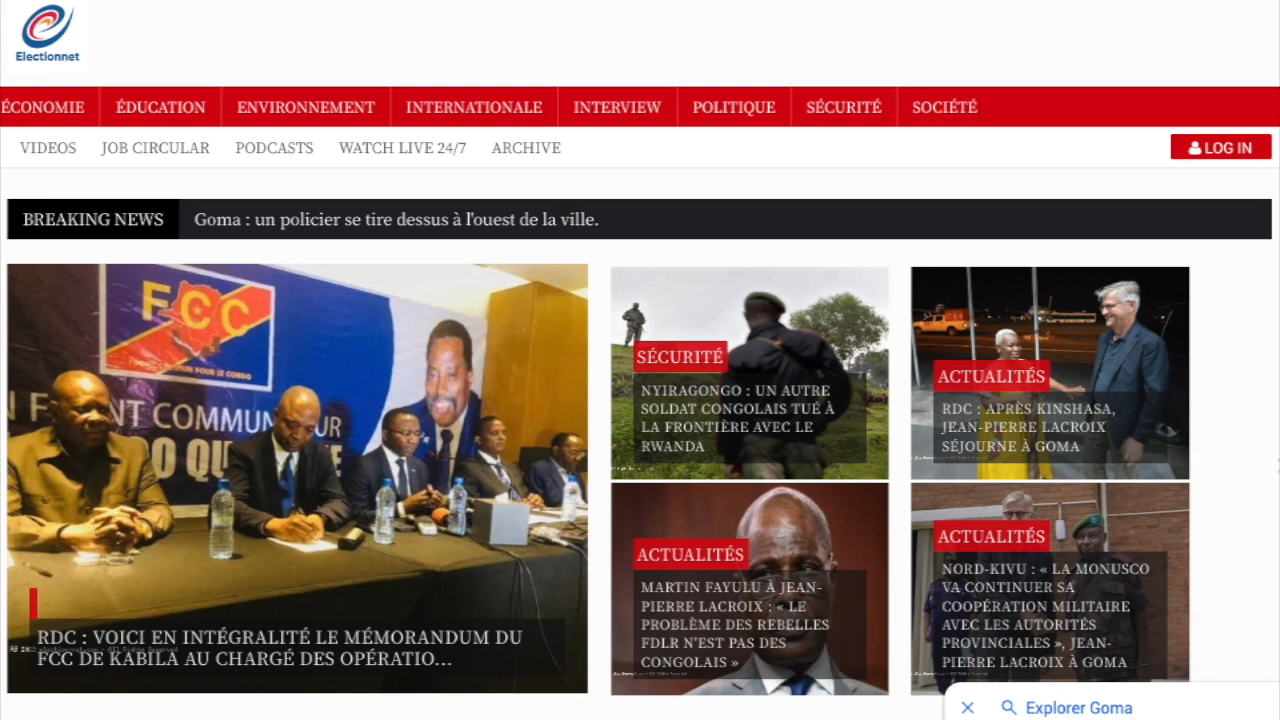 Electionnet
ÉCONOMIE ÉDUCATION ENVIRONNEMENT INTERNATIONALE INTERVIEW POLITIQUE SÉCURITÉ SOCIÉTÉ
VIDEOS JOB CIRCULAR PODCASTS WATCH LIVE 24/7 ARCHIVE
LOG IN
BREAKING NEWS Goma : un policier se tire dessus à l'ouest de la ville.
FCC
COMMUN POUR LE CONGO
RDC : VOICI EN INTÉGRALITÉ LE MÉMORANDUM DU
FCC DE KABILA AU CHARGÉ DES OPÉRATIO...
SÉCURITÉ
NYIRAGONGO : UN AUTRE
SOLDAT CONGOLAIS TUÉ À
LA FRONTIÈRE AVEC LE
RWANDA
ACTUALITÉS
RDC : APRÈS KINSHASA,
JEAN-PIERRE LACROIX
SÉJOURNE À GOMA
ACTUALITÉS
MARTIN FAYULU À JEAN-
PIERRE LACROIX : « LE
PROBLÈME DES REBELLES
FDLR N'EST PAS DES
CONGOLAIS »
ACTUALITÉS
NORD-KIVU : « LA MONUSCO
VA CONTINUER SA
COOPÉRATION MILITAIRE
AVEC LES AUTORITÉS
PROVINCIALES », JEAN-
PIERRE LACROIX À GOMA
Explorer Goma